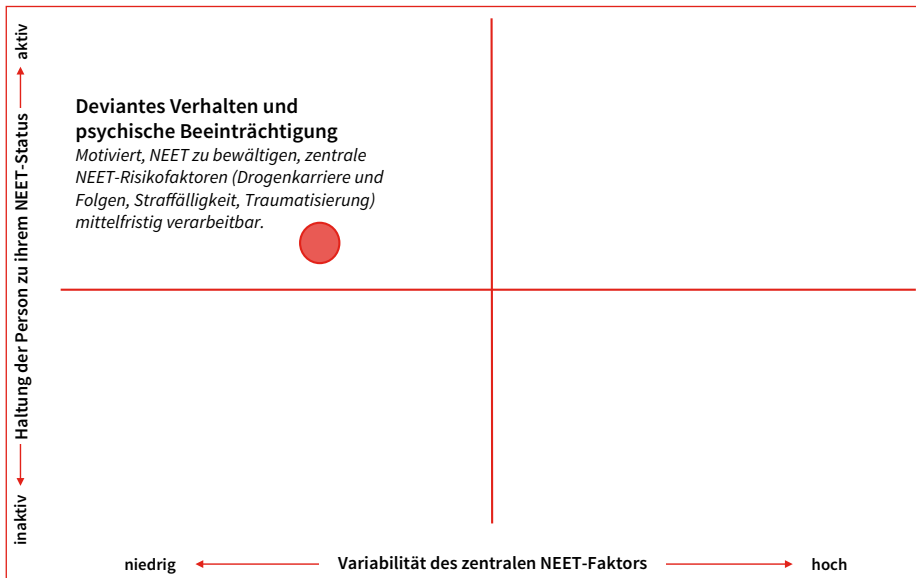 Deviantes Verhalten und
psychische Beeinträchtigung
Motiviert, NEET zu bewältigen, zentrale
NEET-Risikofaktoren (Drogenkarriere und
Folgen, Straffälligkeit, Traumatisierung)
mittelfristig verarbeitbar.
inaktiv Haltung der Person zu ihrem NEET-Status aktiv
niedrig Variabilität des zentralen NEET-Faktors hoch